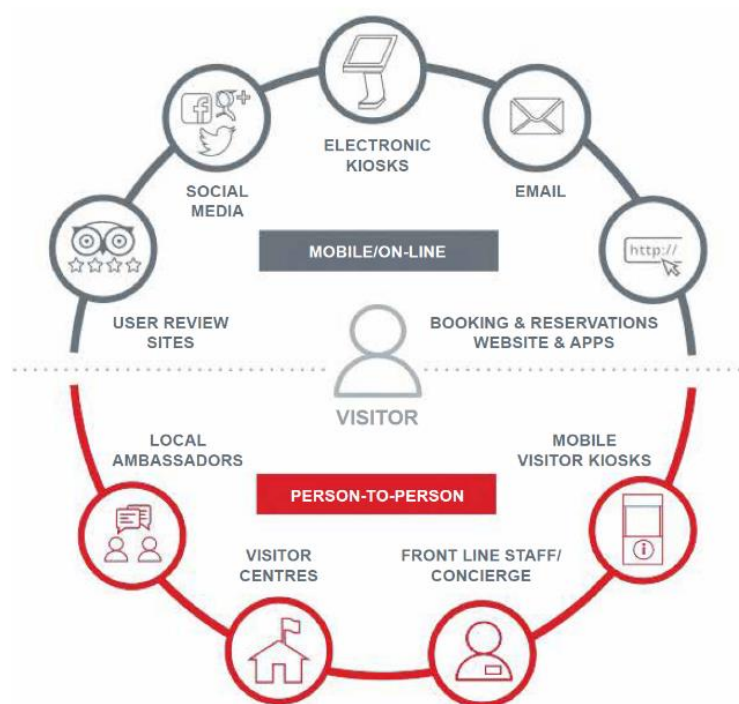 ELECTRONIC
KIOSKS
SOCIAL
MEDIA
EMAIL
MOBILE/ON-LINE
http://
USER REVIEW
SITES
BOOKING & RESERVATIONS
WEBSITE & APPS
VISITOR
LOCAL
AMBASSADORS
MOBILE
VISITOR KIOSKS
PERSON-TO-PERSON
VISITOR
CENTRES
FRONT LINE STAFF/
CONCIERGE